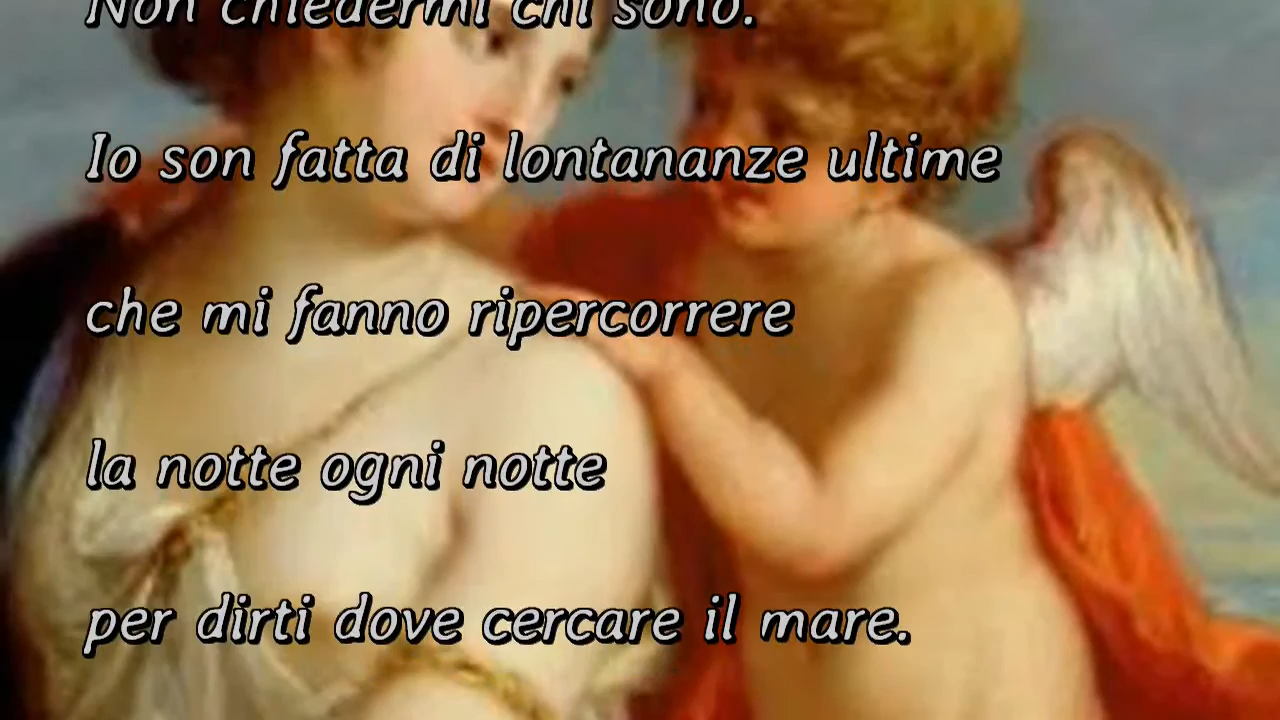 Non chiedermi chi sono.
Io son fatta di lontananze ultime
che mi fanno ripercorrere
la notte ogni notte
per dirti dove cercare il mare.